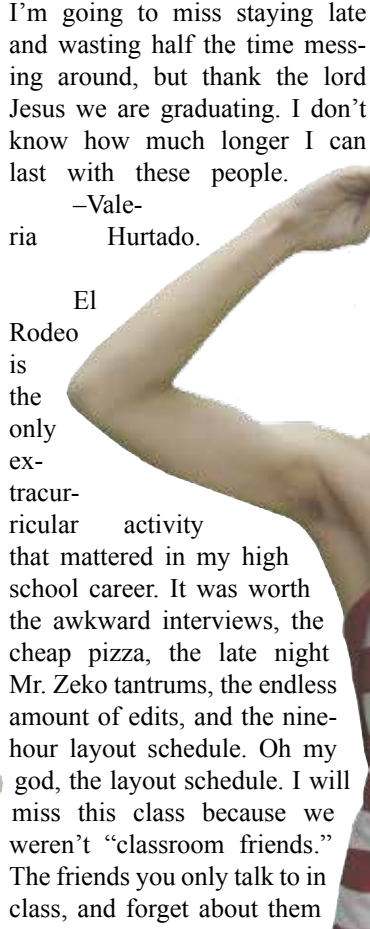 I'm going to miss staying late
and wasting half the time mess-
ing around, but thank the lord
Jesus we are graduating. I don't
know how much longer I can
last with these people.
–Vale-
ria Hurtado.
El
Rodeo
is
the
only
ex-
tracur-
ricular activity
that mattered in my high
school career. It was worth
the awkward interviews, the
cheap pizza, the late night
Mr. Zeko tantrums, the endless
amount of edits, and the nine-
hour layout schedule. Oh my
god, the layout schedule. I will
miss this class because we
weren't “classroom friends.”
The friends you only talk to in
class, and forget about them